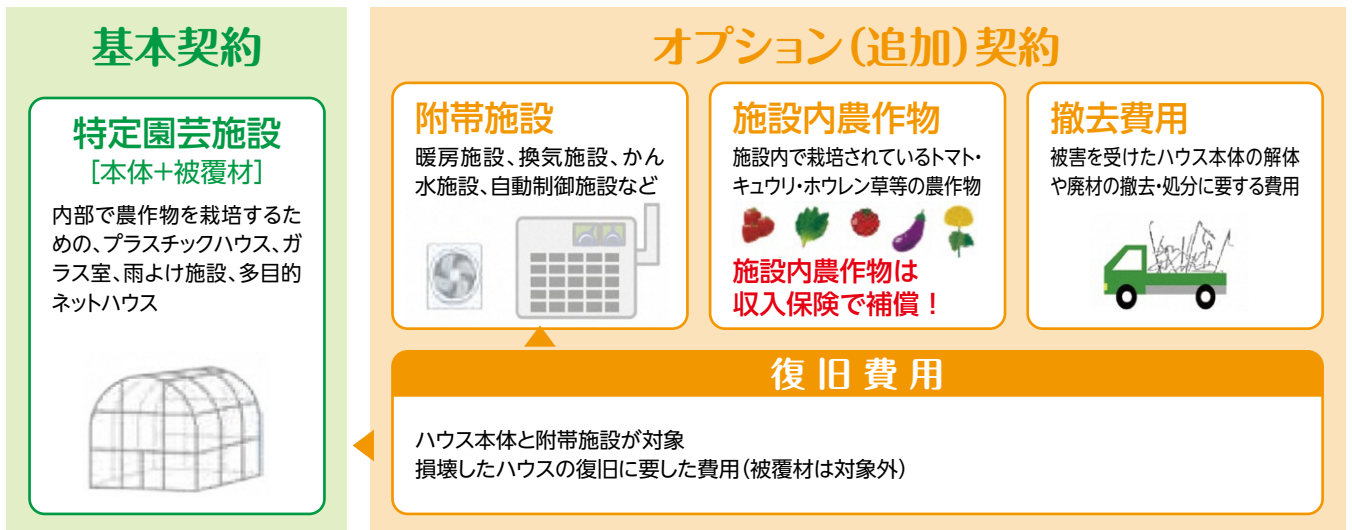 基本契約
特定園芸施設
[本体+被覆材]
内部で農作物を栽培するた
めの、プラスチックハウス、ガ
ラス室、雨よけ施設、多目的
ネットハウス
オプション(追加)契約
附帯施設
暖房施設、換気施設、かん
水施設、自動制御施設など
施設内農作物
施設内で栽培されているトマト・
キュウリ・ホウレン草等の農作物
施設内農作物は
収入保険で補償!
撤去費用
被害を受けたハウス本体の解体
や廃材の撤去・処分に要する費用
復旧費用
ハウス本体と附帯施設が対象
損壊したハウスの復旧に要した費用(被覆材は対象外)